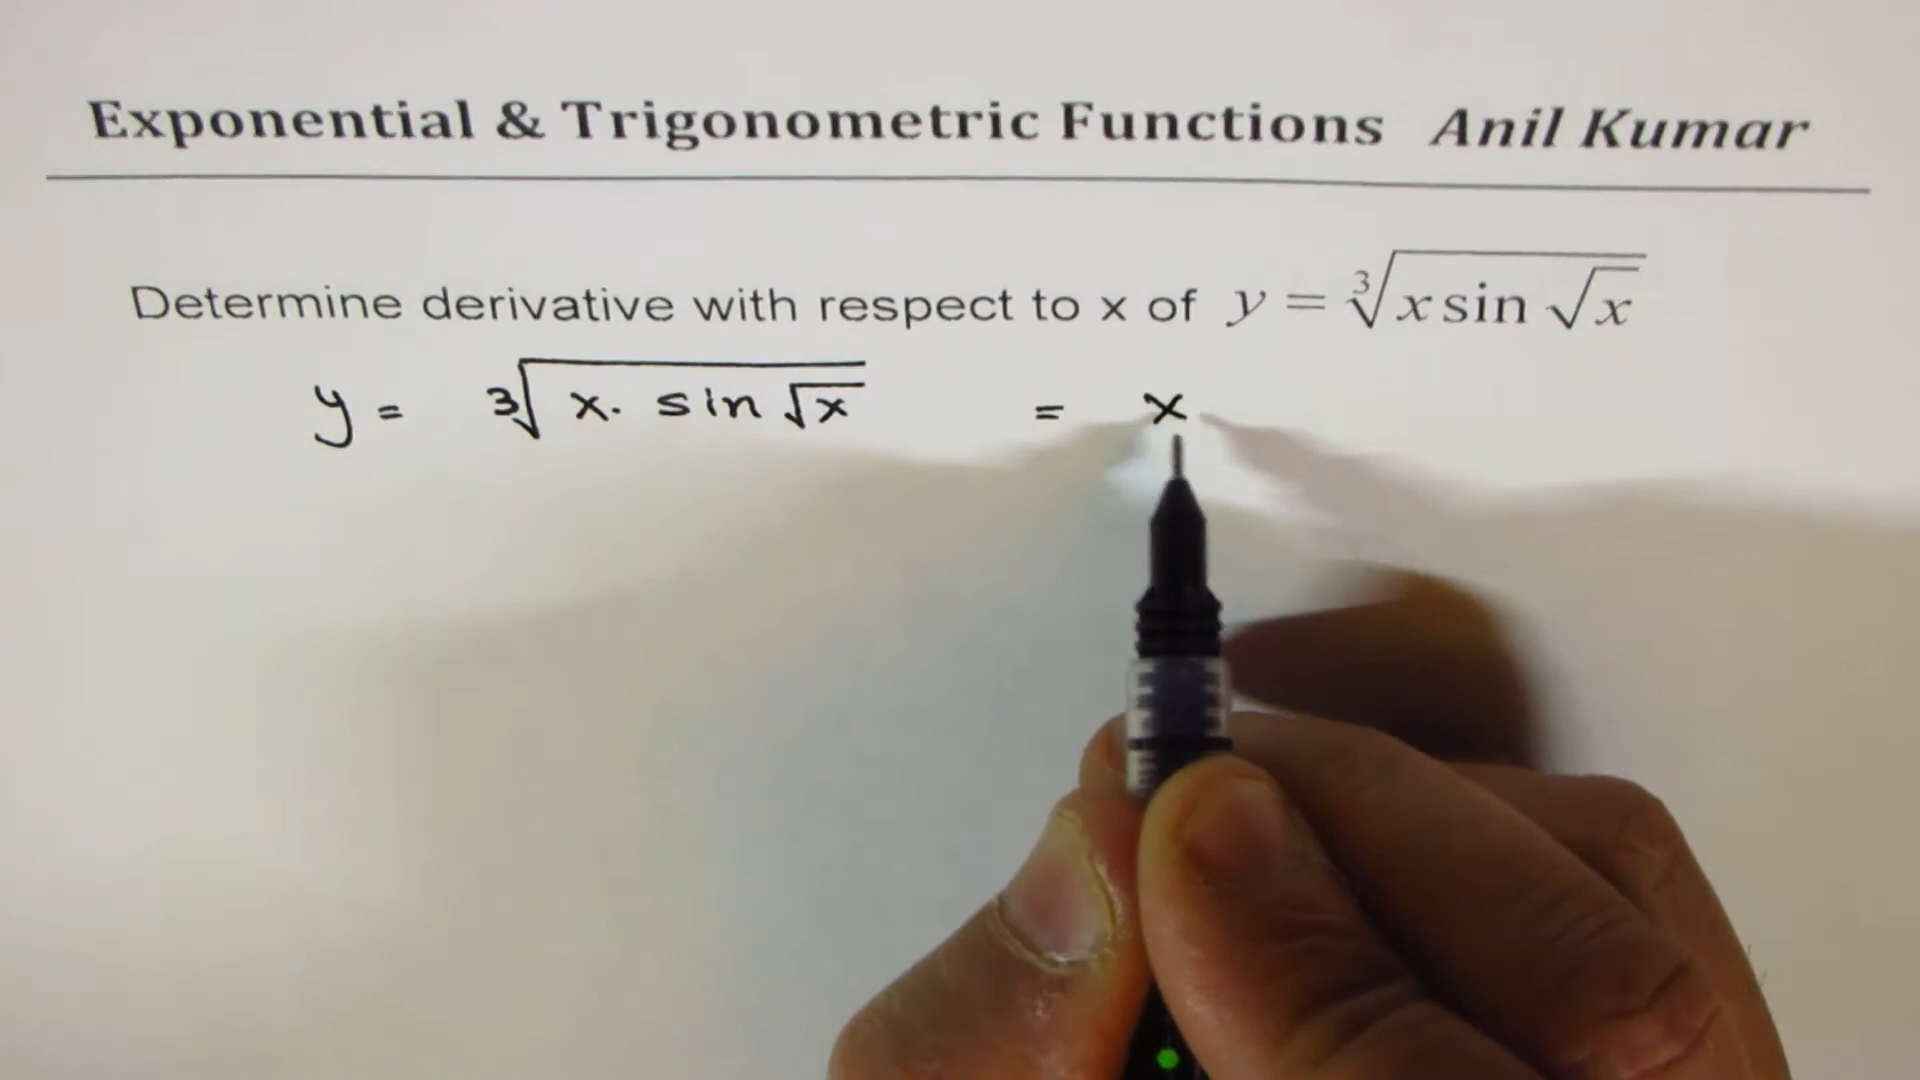 Exponential & Trigonometric Functions Anil Kumar
Determine derivative with respect to x of y = ∛(x sin √x)
y = ∛(x. sin √x) = x